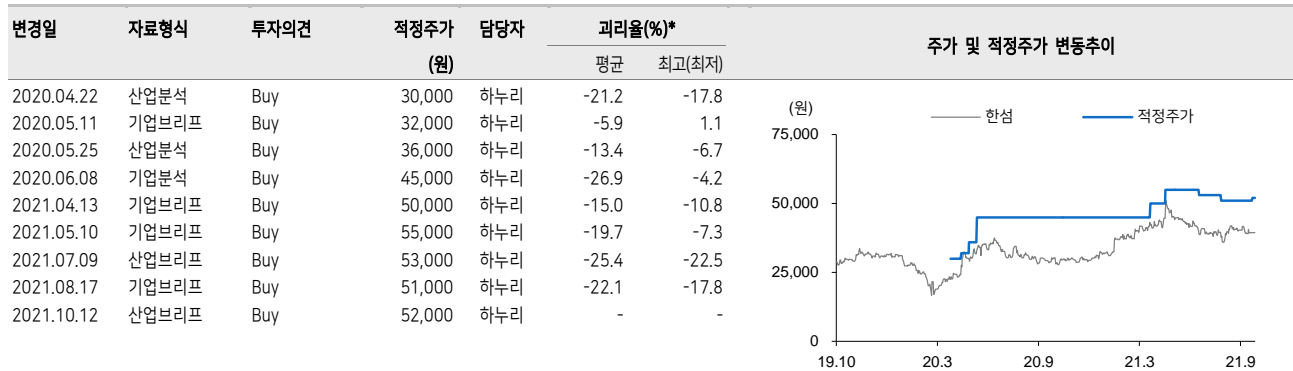 변경일 자료형식 투자의견 적정주가 담당자 괴리율(%)* 주가 및 적정주가 변동추이
(원) 평균 최고(최저)
2020.04.22 산업분석 Buy 30,000 하누리 -21.2 -17.8
2020.05.11 기업브리프 Buy 32,000 하누리 -5.9 1.1
2020.05.25 산업분석 Buy 36,000 하누리 -13.4 -6.7
2020.06.08 기업분석 Buy 45,000 하누리 -26.9 -4.2
2021.04.13 기업브리프 Buy 50,000 하누리 -15.0 -10.8
2021.05.10 기업브리프 Buy 55,000 하누리 -19.7 -7.3
2021.07.09 산업브리프 Buy 53,000 하누리 -25.4 -22.5
2021.08.17 기업브리프 Buy 51,000 하누리 -22.1 -17.8
2021.10.12 산업브리프 Buy 52,000 하누리 - -
(원)
한섬 적정주가
75,000
50,000
25,000
0
19.10 20.3 20.9 21.3 21.9